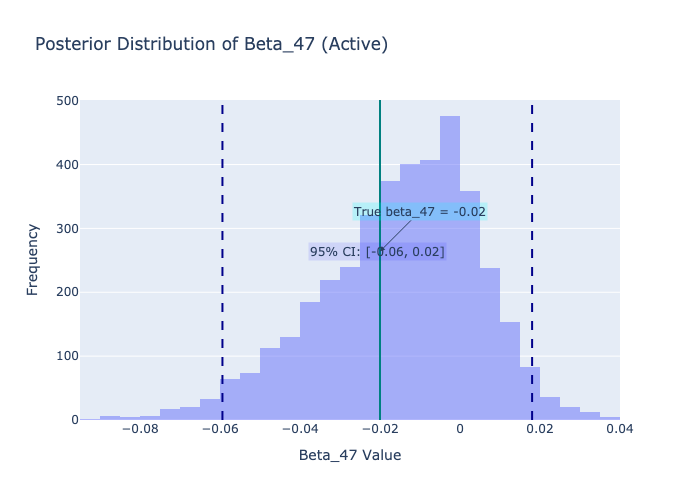 Posterior Distribution of Beta_47 (Active)
500
400
300
200
100
0
Frequency
True beta_47 = -0.02
95% CI: [-0.06, 0.02]
−0.08
−0.06
−0.04
−0.02
0
0.02
0.04
Beta_47 Value